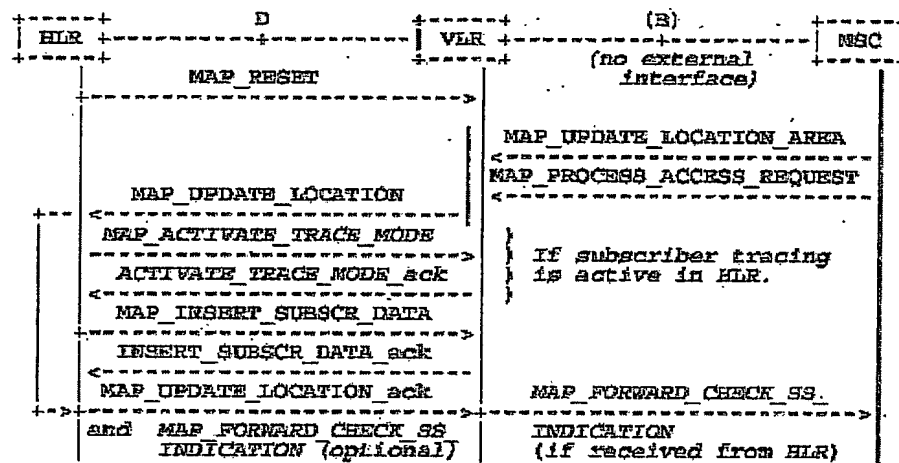 D (B)
HLR VLR MSC
(no external
interface)
MAP_RESET
MAP_UPDATE_LOCATION_AREA
MAP_PROCESS_ACCESS_REQUEST
MAP_UPDATE_LOCATION
MAP_ACTIVATE_TRACE_MODE
ACTIVATE_TRACE_MODE_ack
} If subscriber tracing
} is active in HLR.
}
MAP_INSERT_SUBSCR_DATA
INSERT_SUBSCR_DATA_ack
MAP_UPDATE_LOCATION_ack MAP_FORWARD_CHECK_SS_
and MAP_FORWARD_CHECK_SS INDICATION
INDICATION (optional) (if received from HLR)